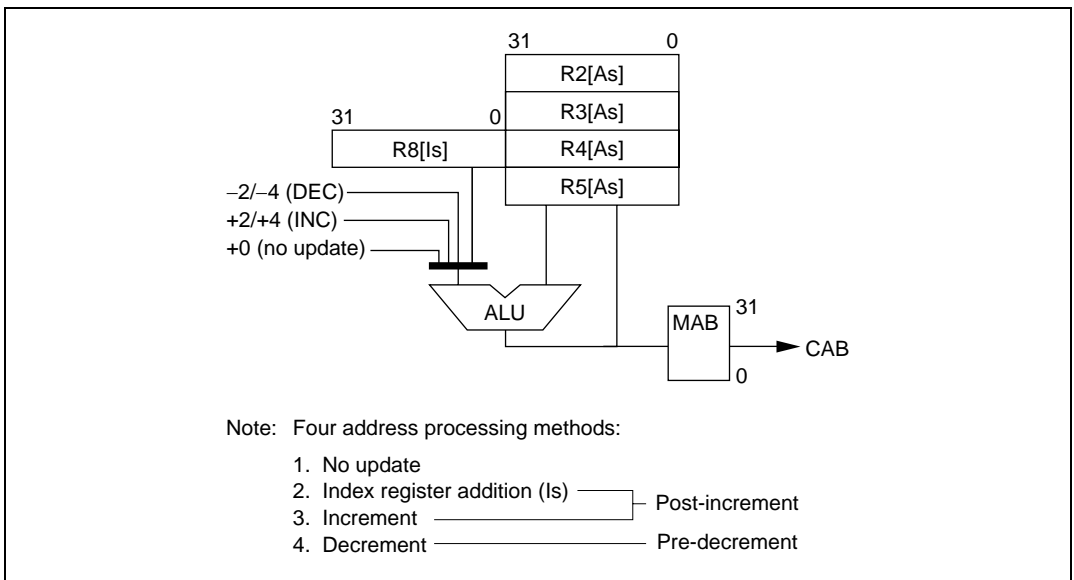 31 0
R2[As]
R3[As]
31 0
R8[Is] R4[As]
R5[As]
−2/−4 (DEC)
+2/+4 (INC)
+0 (no update)
ALU
MAB 31
CAB
0
Note: Four address processing methods:
1. No update
2. Index register addition (Is)
Post-increment
3. Increment
4. Decrement Pre-decrement